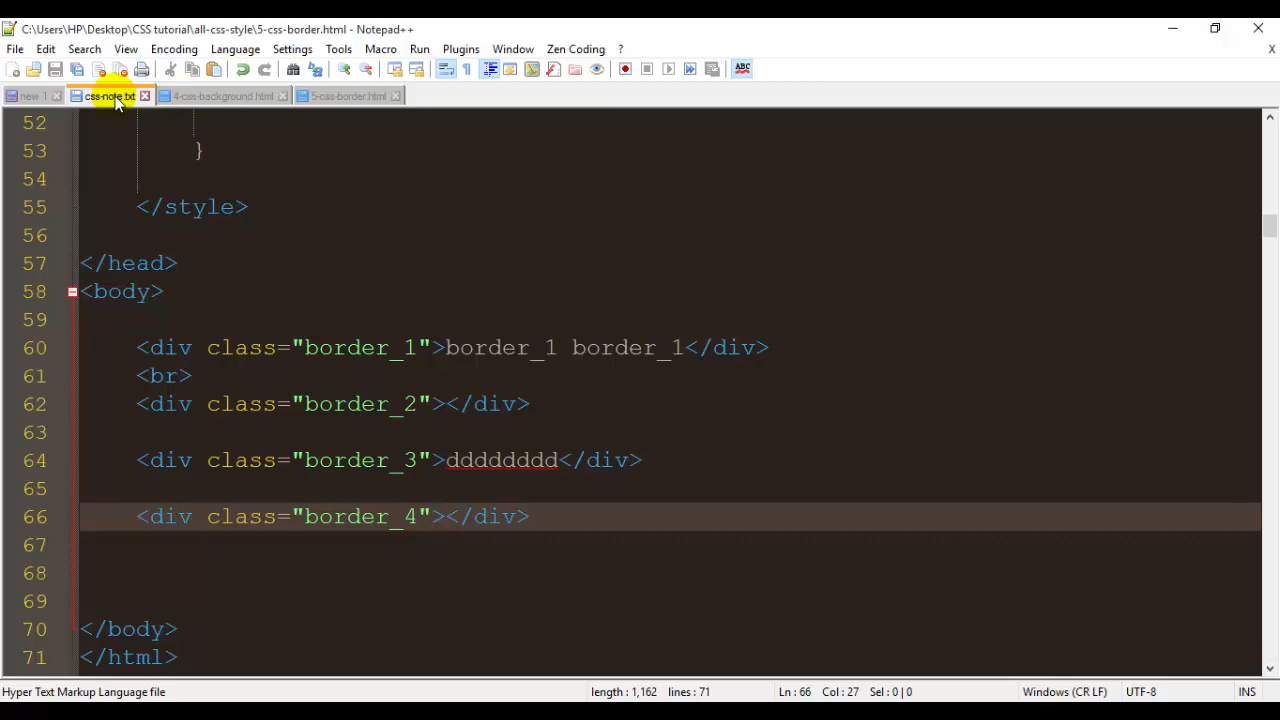 C:\Users\HP\Desktop\CSS tutorial\all-css-style\5-css-border.html - Notepad++
File Edit Search View Encoding Language Settings Tools Macro Run Plugins Window Zen Coding ? X
new 1 css-note.txt 4-css-background.html 5-css-border.html
52
53 }
54
55 </style>
56
57 </head>
58 <body>
59
60 <div class="border_1">border_1 border_1</div>
61 <br>
62 <div class="border_2"></div>
63
64 <div class="border_3">dddddddd</div>
65
66 <div class="border_4"></div>
67
68
69
70 </body>
71 </html>
Hyper Text Markup Language file length : 1,162 lines : 71 Ln : 66 Col : 27 Sel : 0 | 0 Windows (CR LF) UTF-8 INS